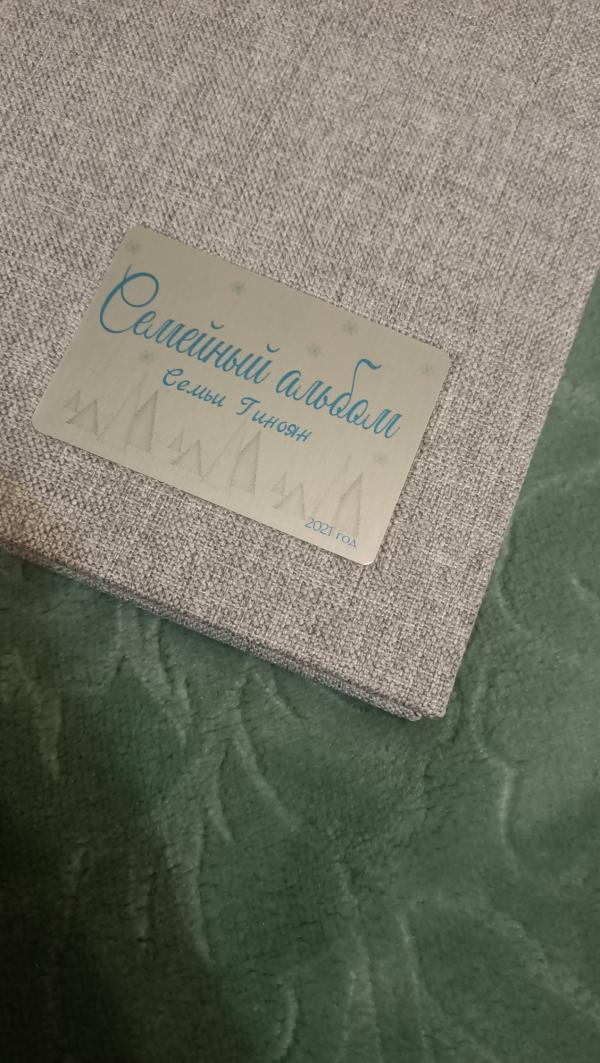 Семейный альбом
Семьи Гиноян
2021 год